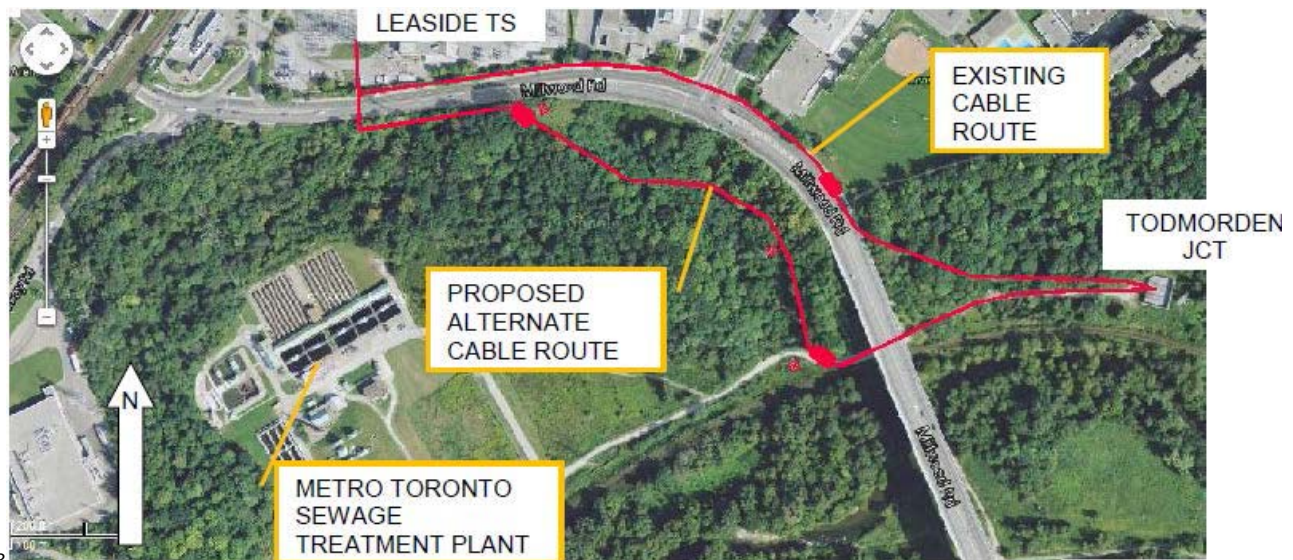 LEASIDE TS
EXISTING
CABLE
ROUTE
Millwood Rd
Millwood Rd
TODMORDEN
JCT
PROPOSED
ALTERNATE
CABLE ROUTE
N
Millwood Rd
METRO TORONTO
SEWAGE
TREATMENT PLANT